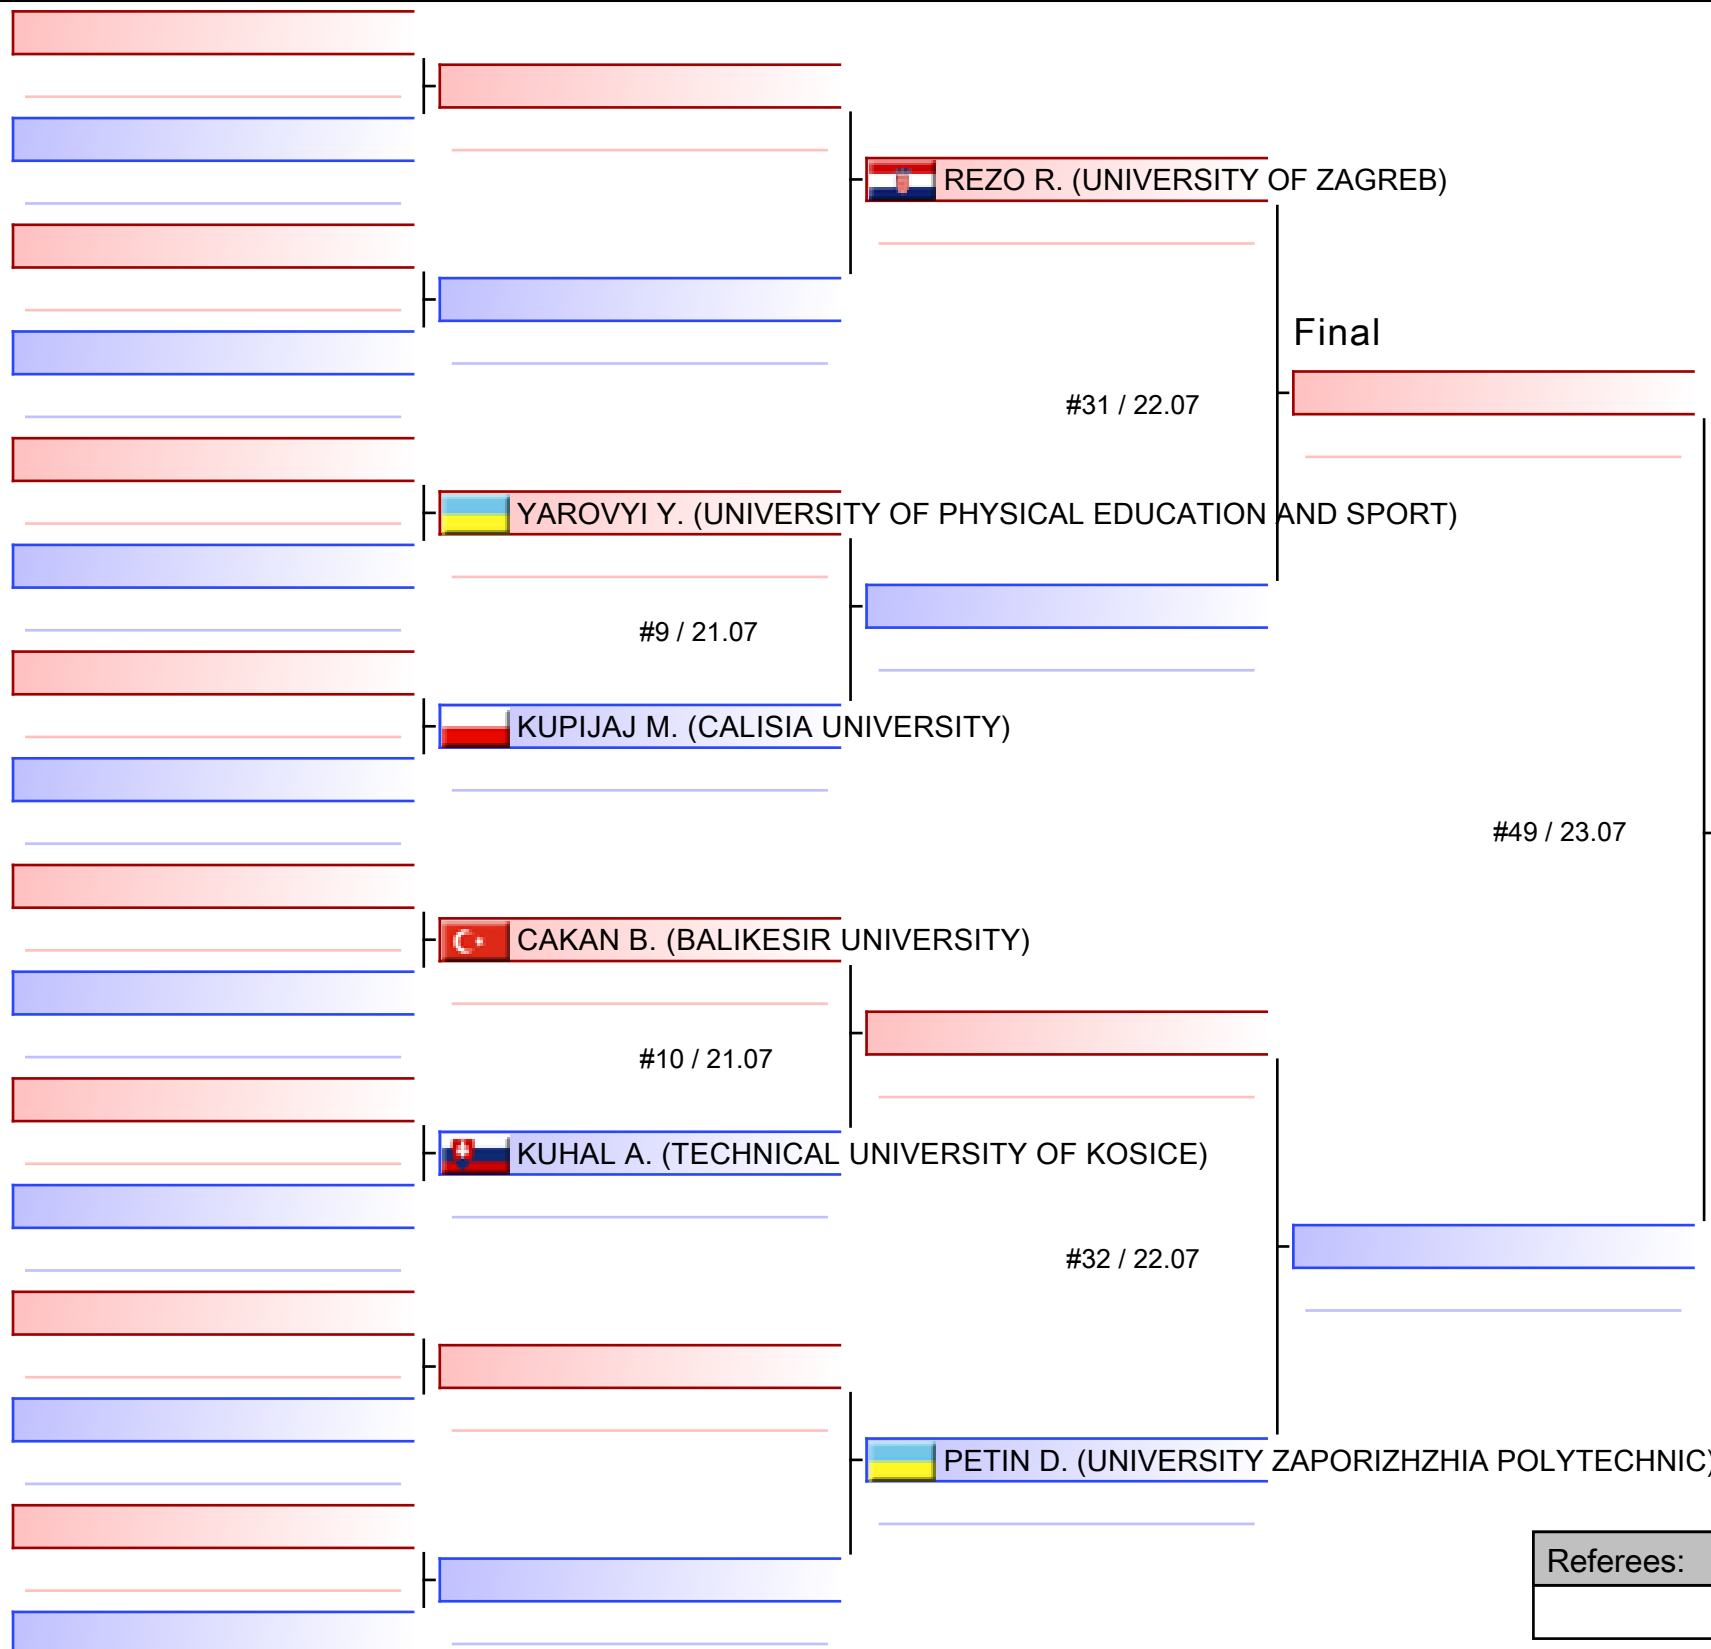 REZO R. (UNIVERSITY OF ZAGREB)
Final
#31 / 22.07
YAROVYI Y. (UNIVERSITY OF PHYSICAL EDUCATION AND SPORT)
#9 / 21.07
KUPIJAJ M. (CALISIA UNIVERSITY)
#49 / 23.07
CAKAN B. (BALIKESIR UNIVERSITY)
#10 / 21.07
KUHAL A. (TECHNICAL UNIVERSITY OF KOSICE)
#32 / 22.07
PETIN D. (UNIVERSITY ZAPORIZHZHIA POLYTECHNIC)
Referees: